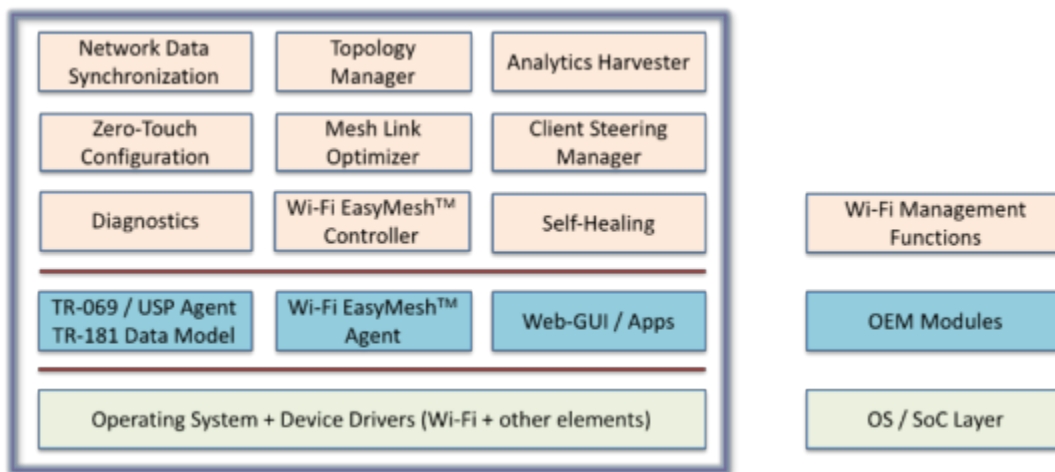 Network Data
Synchronization
Topology
Manager
Analytics Harvester
Zero-Touch
Configuration
Mesh Link
Optimizer
Client Steering
Manager
Diagnostics
Wi-Fi EasyMesh™
Controller
Self-Healing
Wi-Fi Management
Functions
TR-069 / USP Agent
TR-181 Data Model
Wi-Fi EasyMesh™
Agent
Web-GUI / Apps
OEM Modules
Operating System + Device Drivers (Wi-Fi + other elements)
OS / SoC Layer